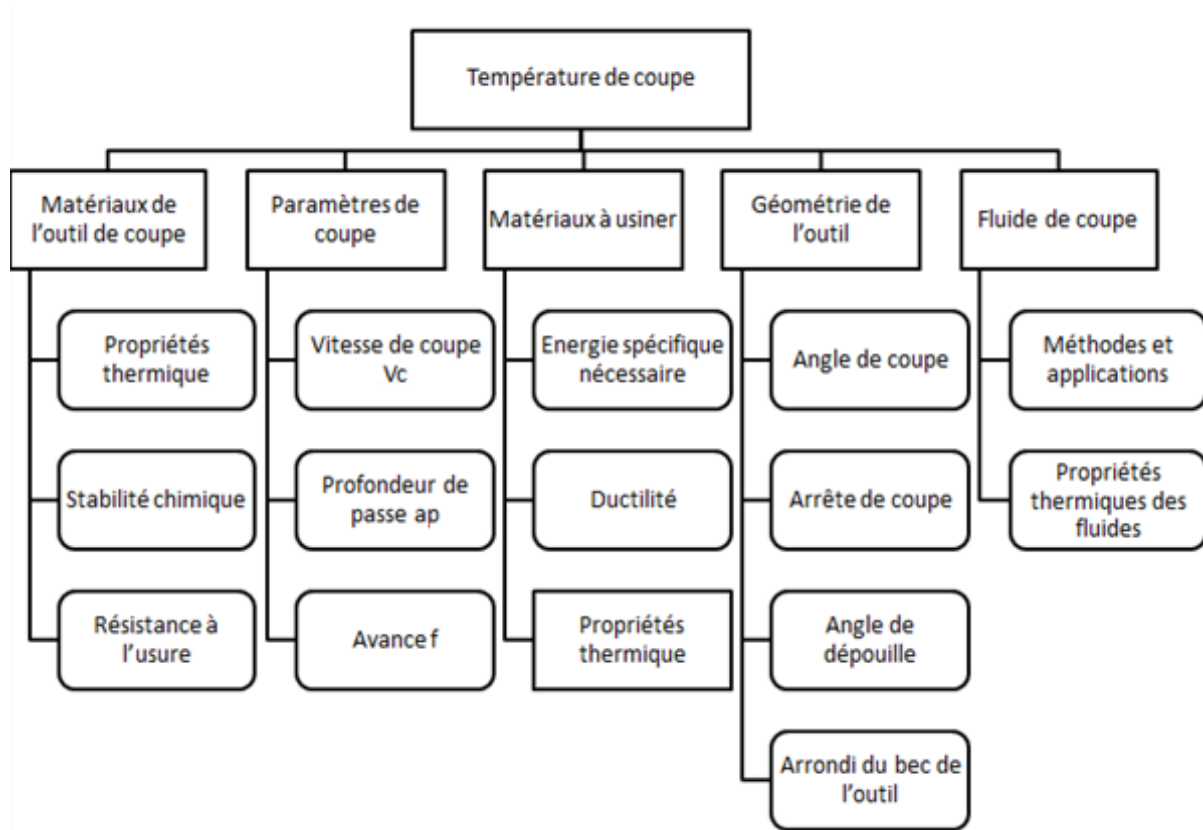 Température de coupe
Matériaux de
l'outil de coupe
Paramètres de
coupe
Matériaux à usiner
Géométrie de
l'outil
Fluide de coupe
Propriétés
thermique
Vitesse de coupe
Vc
Energie spécifique
nécessaire
Angle de coupe
Méthodes et
applications
Stabilité chimique
Profondeur de
passe ap
Ductilité
Arrête de coupe
Propriétés
thermiques des
fluides
Résistance à
l'usure
Avance f
Propriétés
thermique
Angle de
dépouille
Arrondi du bec de
l'outil